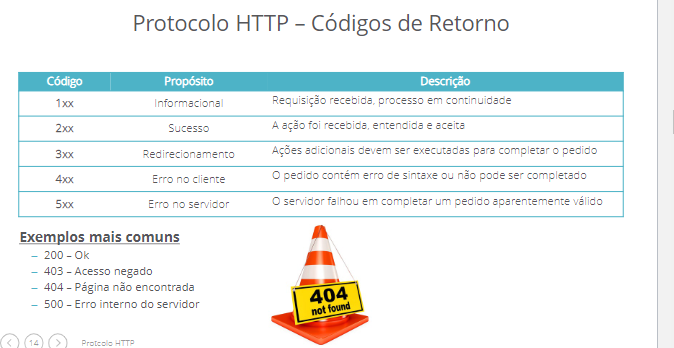 Protocolo HTTP – Códigos de Retorno
Código Propósito Descrição
1xx Informacional Requisição recebida, processo em continuidade
2xx Sucesso A ação foi recebida, entendida e aceita
3xx Redirecionamento Ações adicionais devem ser executadas para completar o pedido
4xx Erro no cliente O pedido contém erro de sintaxe ou não pode ser completado
5xx Erro no servidor O servidor falhou em completar um pedido aparentemente válido
Exemplos mais comuns
– 200 – Ok
– 403 – Acesso negado
– 404 – Página não encontrada
– 500 – Erro interno do servidor
404
not found
14 Protcolo HTTP